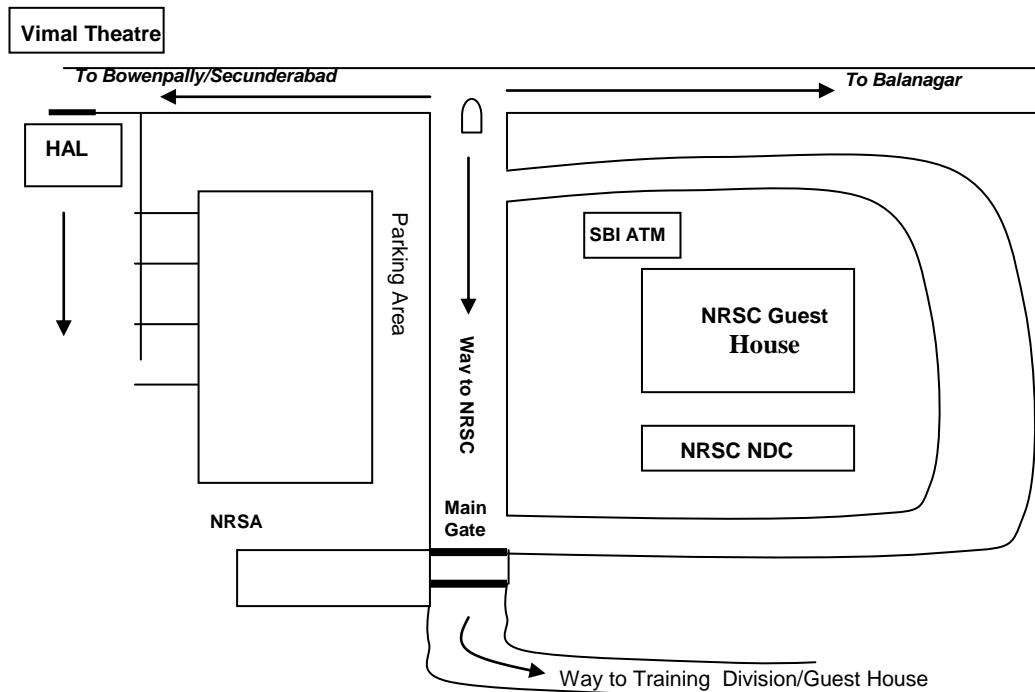 Vimal Theatre
To Bowenpally/Secunderabad
To Balanagar
HAL
Parking Area
SBI ATM
NRSC Guest
House
Way to NRSC
NRSC NDC
NRSA
Main
Gate
Way to Training Division/Guest House